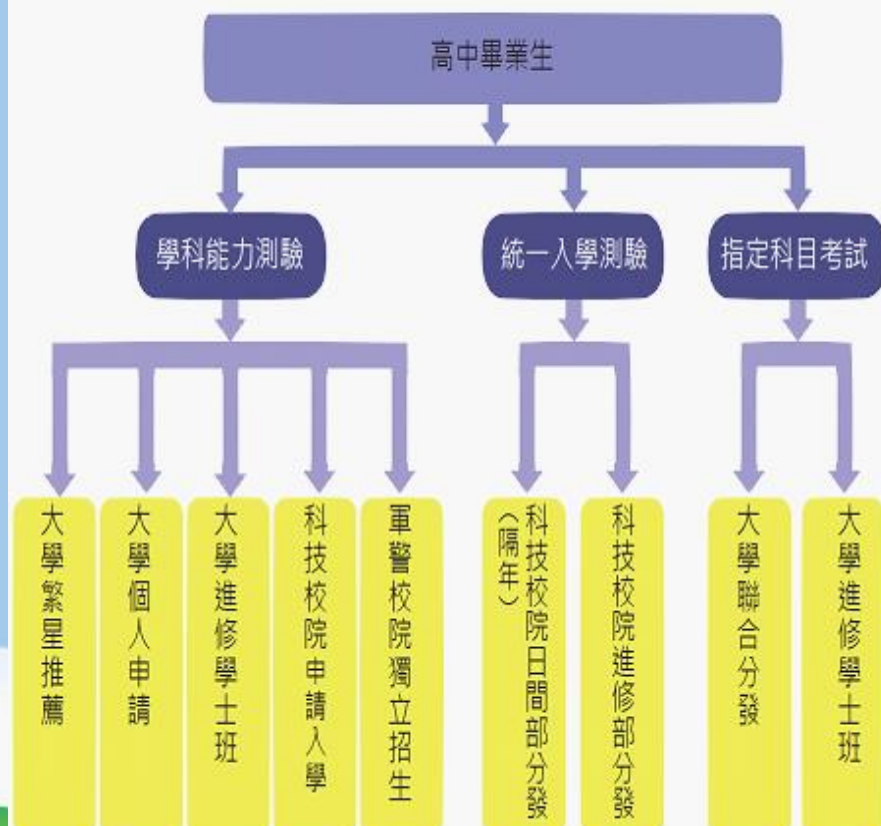 高中畢業生
學科能力測驗
統一入學測驗
指定科目考試
大學繁星推薦
大學個人申請
大學進修學士班
科技校院申請入學
軍警校院獨立招生
科技校院日間部分發
（隔年）
科技校院進修部分發
大學聯合分發
大學進修學士班